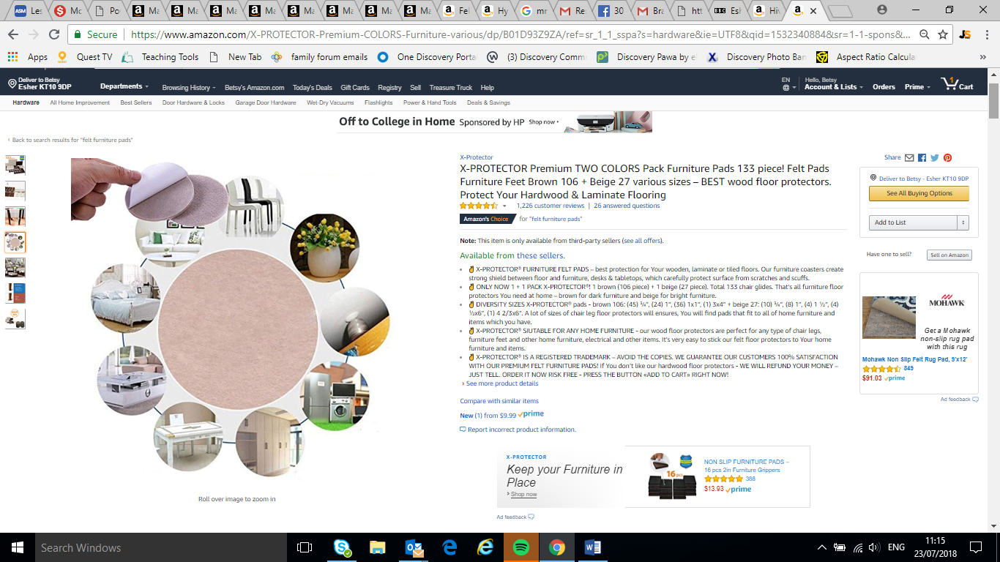 Les
Mc
Po
Ma
Ma
Ma
Ma
Ma
Ma
Ma
Ma
Fel
Hy
mr
Re
30
Bra
htt
BBC Esh
Hiv
Secure
https://www.amazon.com/X-PROTECTOR-Premium-COLORS-Furniture-various/dp/B01D93Z9ZA/ref=sr_1_1_sspa?s=hardware&ie=UTF8&qid=1532340884&sr=1-1-spons&...
Apps Quest TV Teaching Tools New Tab family forum emails One Discovery Porta (3) Discovery Comm Discovery Pawa by e Discovery Photo Ban Aspect Ratio Calcula
Deliver to Betsy
Esher KT10 9DP
Departments Browsing History Betsy's Amazon.com Today's Deals Gift Cards Registry Sell Treasure Truck Help
EN
Hello, Betsy
Account & Lists Orders Prime 1 Cart
Hardware All Home Improvement Best Sellers Door Hardware & Locks Garage Door Hardware Wet-Dry Vacuums Flashlights Power & Hand Tools Deals & Savings
Off to College in Home Sponsored by HP Shop now
‹ Back to search results for "felt furniture pads"
Roll over image to zoom in
X-Protector
X-PROTECTOR Premium TWO COLORS Pack Furniture Pads 133 piece! Felt Pads
Furniture Feet Brown 106 + Beige 27 various sizes – BEST wood floor protectors.
Protect Your Hardwood & Laminate Flooring
1,226 customer reviews | 26 answered questions
Amazon's Choice for "felt furniture pads"
Note: This item is only available from third-party sellers (see all offers).
Available from these sellers.
X-PROTECTOR® FURNITURE FELT PADS – best protection for Your wooden, laminate or tiled floors. Our furniture coasters create
strong shield between floor and furniture, desks & tabletops, which carefully protect surface from scratches and scuffs.
ONLY NOW 1 + 1 PACK X-PROTECTOR®! 1 brown (106 piece) + 1 beige (27 piece). Total 133 chair glides. That's all furniture floor
protectors You need at home – brown for dark furniture and beige for bright furniture.
DIVERSITY SIZES X-PROTECTOR® pads - brown 106: (45) ¾", (24) 1", (36) 1x1", (1) 3x4" + beige 27: (10) ¾", (8) 1", (4) 1 ½", (4)
½x6", (1) 4 2/3x6". A lot of sizes of chair leg floor protectors will ensures, You will find pads that fit to all of home furniture and
items which you have.
X-PROTECTOR® SIUTABLE FOR ANY HOME FURNITURE - our wood floor protectors are perfect for any type of chair legs,
furniture feet and other home furniture, electrical and other items. It's very easy to stick our felt floor protectors to Your home
furniture and items.
X-PROTECTOR® IS A REGISTERED TRADEMARK – AVOID THE COPIES. WE GUARANTEE OUR CUSTOMERS 100% SATISFACTION
WITH OUR PREMIUM FELT FURNITURE PADS! If You don't like our hardwood floor protectors - WE WILL REFUND YOUR MONEY –
JUST TELL. ORDER IT NOW RISK FREE - PRESS THE BUTTON «ADD TO CART» RIGHT NOW!
› See more product details
Compare with similar items
New (1) from $9.99 prime
Report incorrect product information.
X-PROTECTOR
Keep your Furniture in
Place
› Shop now
16 pcs
NON SLIP FURNITURE PADS –
16 pcs 2in Furniture Grippers
388
$13.93 prime
Ad feedback
Share
Deliver to Betsy - Esher KT10 9DP
See All Buying Options
Add to List
Have one to sell? Sell on Amazon
MOHAWK
Get a Mohawk
non-slip rug pad
with this rug
Mohawk Non Slip Felt Rug Pad, 9'x12'
849
$91.03 prime
Ad feedback
Search Windows
ENG
11:15
23/07/2018